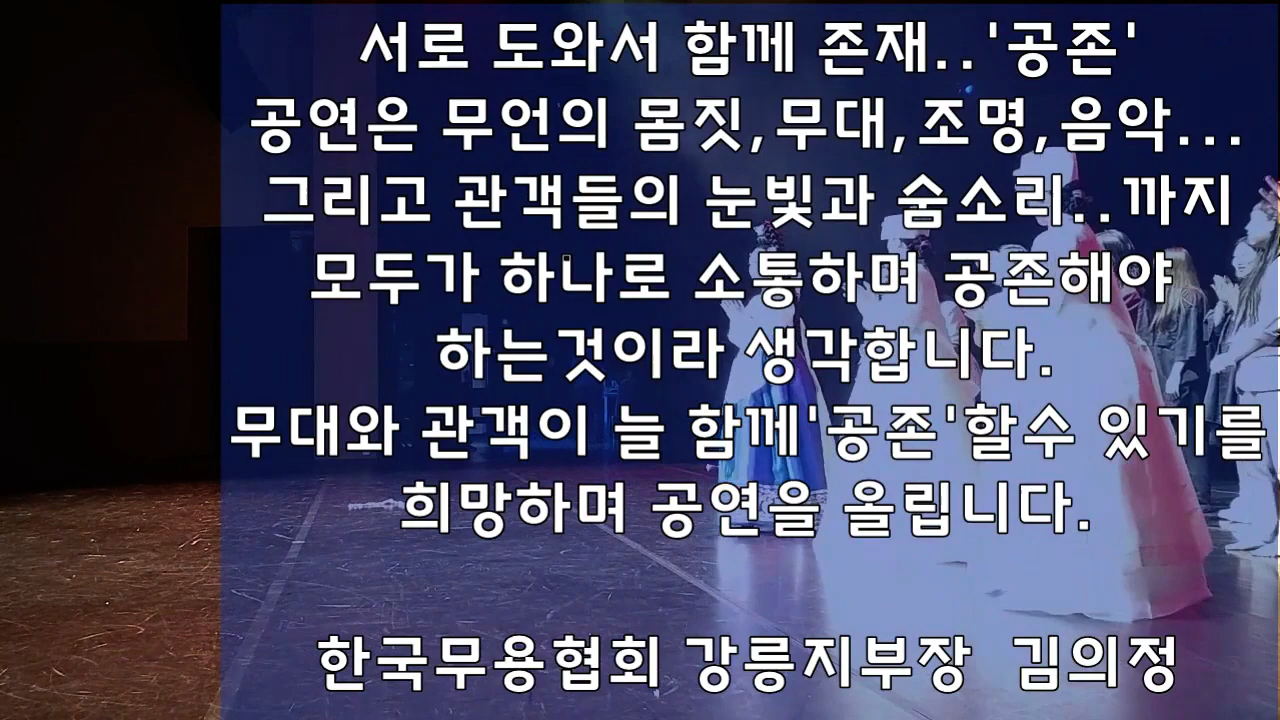 서로 도와서 함께 존재..'공존'
공연은 무언의 몸짓,무대,조명,음악...
그리고 관객들의 눈빛과 숨소리..까지
모두가 하나로 소통하며 공존해야
하는것이라 생각합니다.
무대와 관객이 늘 함께'공존'할수 있기를
희망하며 공연을 올립니다.
한국무용협회 강릉지부장 김의정